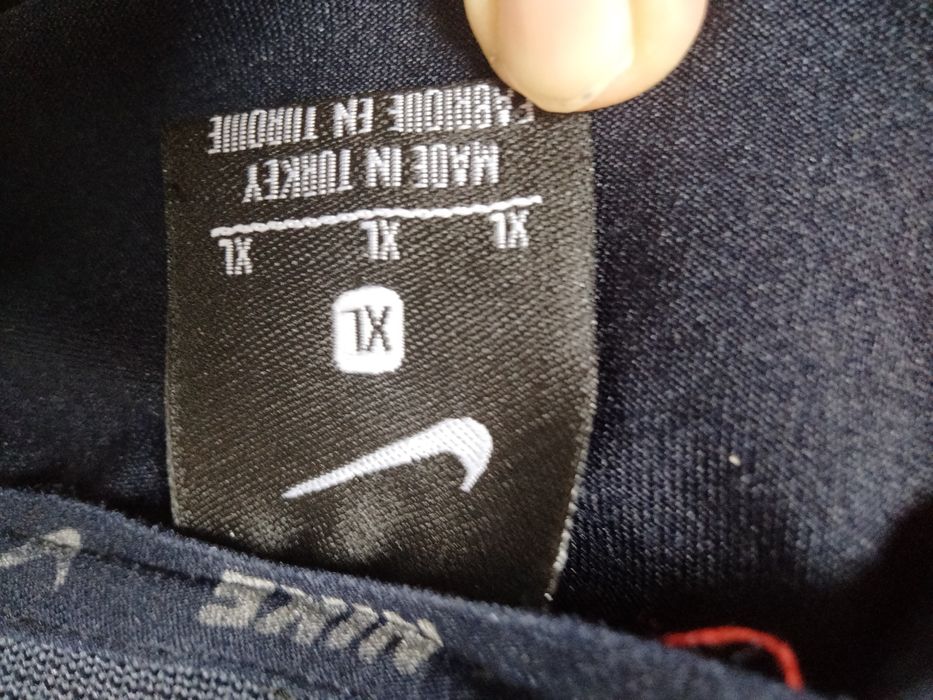 NIKE
XL
XL XL XL
MADE IN TURKEY
FABRIQUE EN TURQUIE